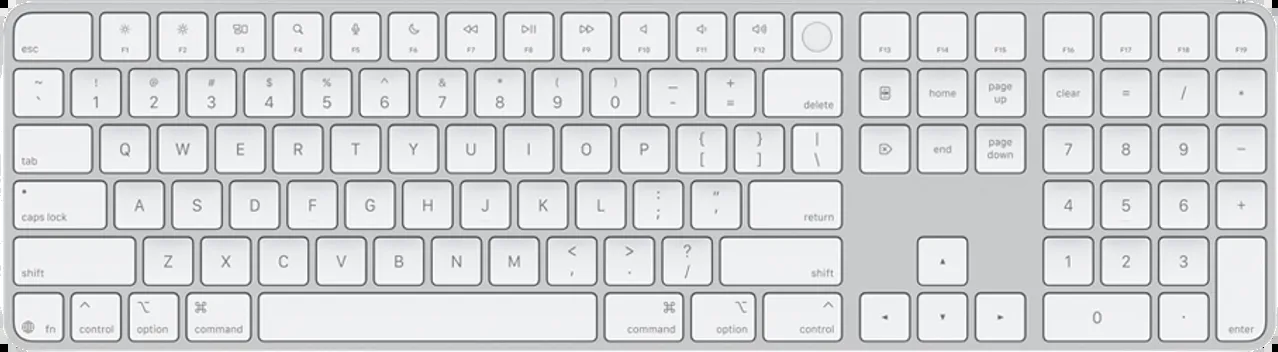 esc F1 F2 F3 F4 F5 F6 F7 F8 F9 F10 F11 F12 F13 F14 F15 F16 F17 F18 F19
~ ` ! 1 @ 2 # 3 $ 4 % 5 ^ 6 & 7 * 8 ( 9 ) 0 — - + = delete home page up clear = / *
tab Q W E R T Y U I O P { [ } ] | \ end page down 7 8 9 −
caps lock A S D F G H J K L : ; " ' return 4 5 6 +
shift Z X C V B N M < , > . ? / shift ▲ 1 2 3
fn ^ control ⌥ option ⌘ command ⌘ command ⌥ option ^ control ◄ ▼ ► 0 . enter